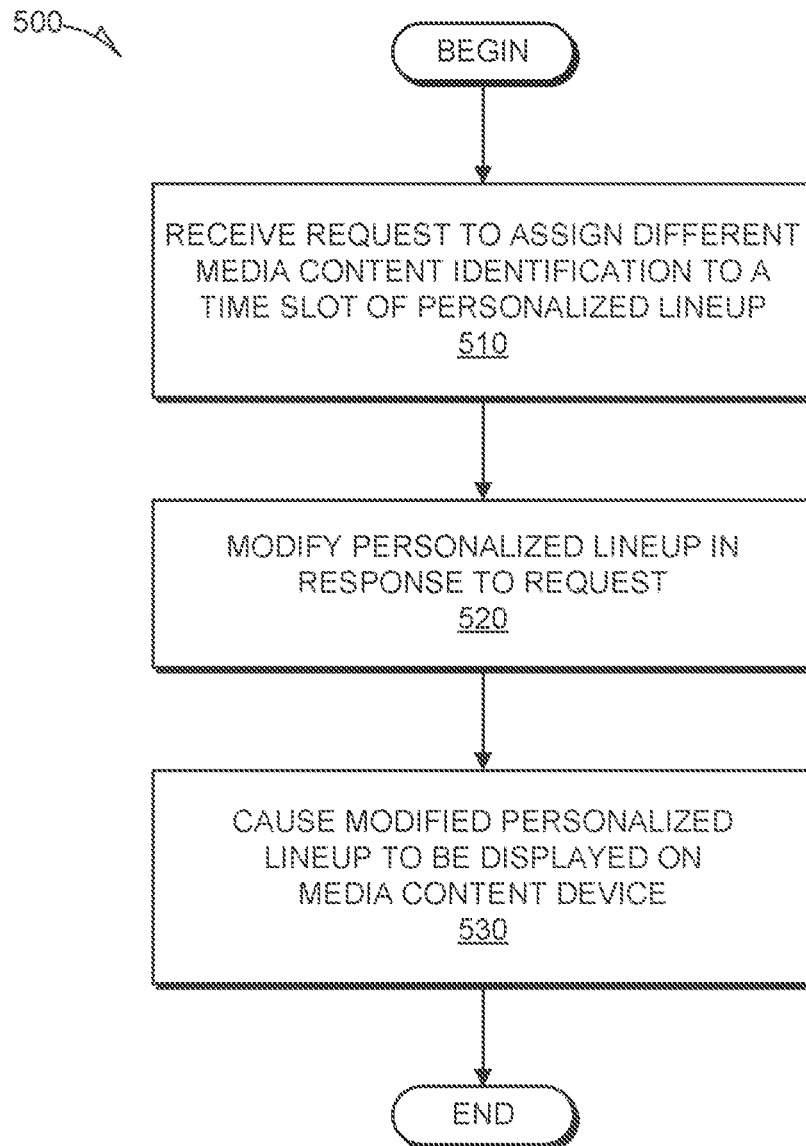 500
BEGIN
RECEIVE REQUEST TO ASSIGN DIFFERENT
MEDIA CONTENT IDENTIFICATION TO A
TIME SLOT OF PERSONALIZED LINEUP
510
MODIFY PERSONALIZED LINEUP IN
RESPONSE TO REQUEST
520
CAUSE MODIFIED PERSONALIZED
LINEUP TO BE DISPLAYED ON
MEDIA CONTENT DEVICE
530
END